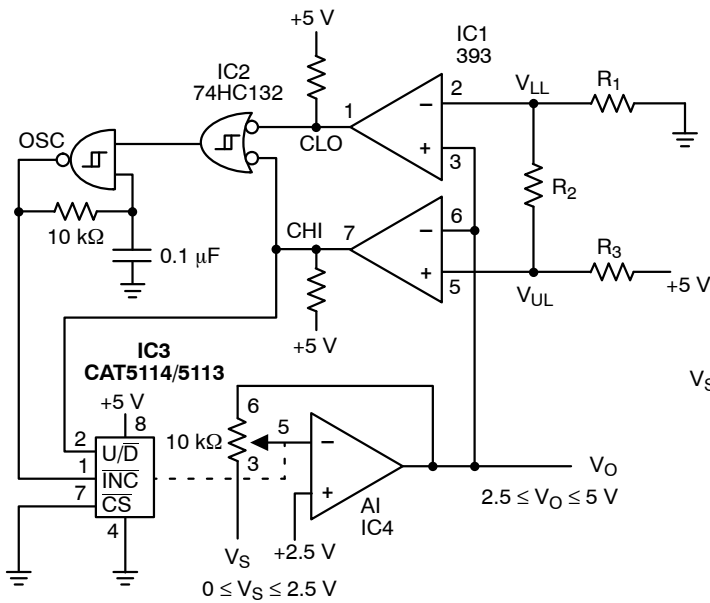 +5 V
IC1
393
IC2
74HC132
OSC
1
CLO
2
3
VLL
R1
R2
R3
+5 V
VUL
10 kΩ
0.1 μF
CHI
7
6
5
+5 V
IC3
CAT5114/5113
+5 V
8
2
U/D̅
1
I̅N̅C̅
7
C̅S̅
4
10 kΩ
6
5
3
VS
0 ≤ VS ≤ 2.5 V
−
+
−
+
−
+
+2.5 V
AI
IC4
VO
2.5 ≤ VO ≤ 5 V
VS